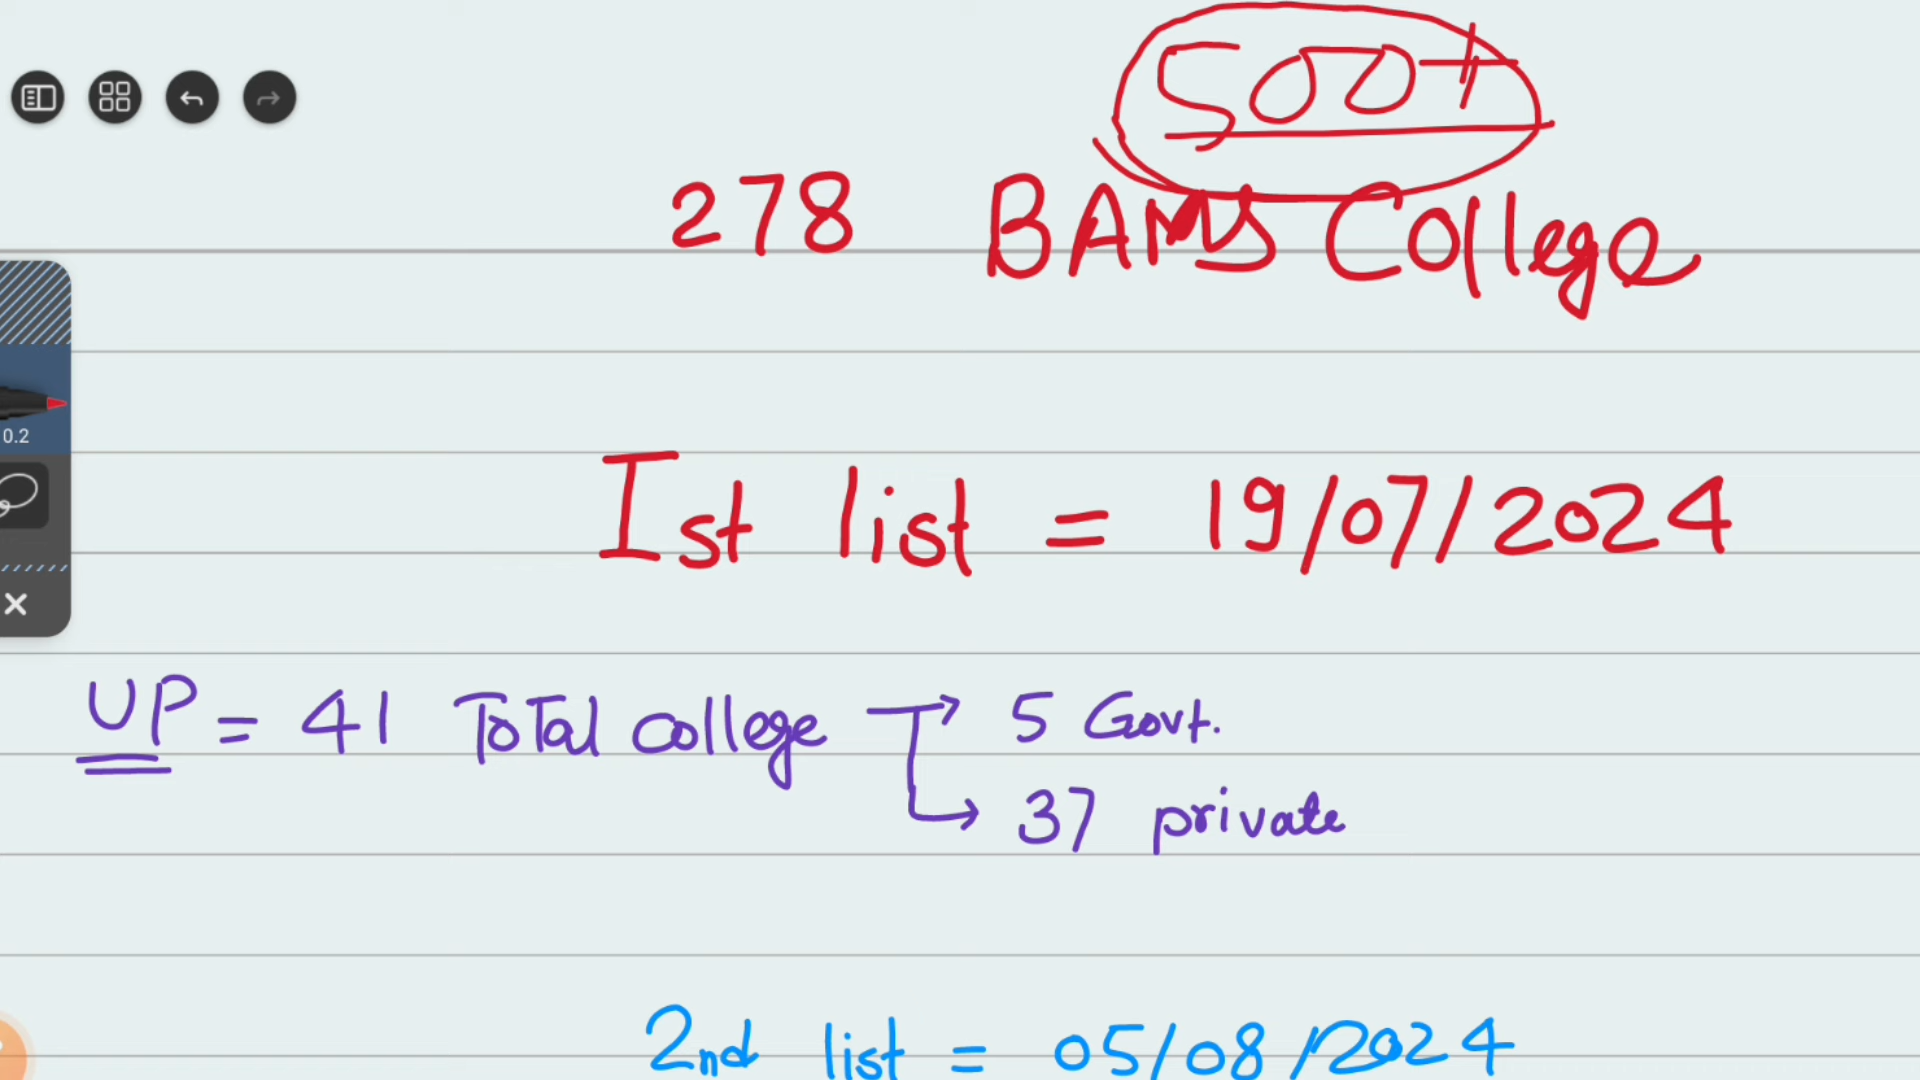 500+
278 BAMS College
Ist list = 19/07/2024
0.2
UP = 41 Total college → 5 Govt.
→ 37 private
2nd list = 05/08/2024